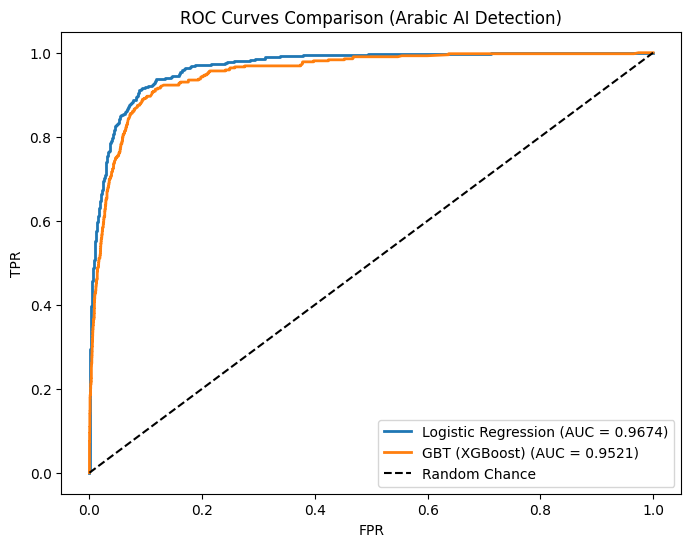 ROC Curves Comparison (Arabic AI Detection)
TPR
1.0
0.8
0.6
0.4
0.2
0.0
Logistic Regression (AUC = 0.9674)
GBT (XGBoost) (AUC = 0.9521)
Random Chance
0.0 0.2 0.4 0.6 0.8 1.0
FPR